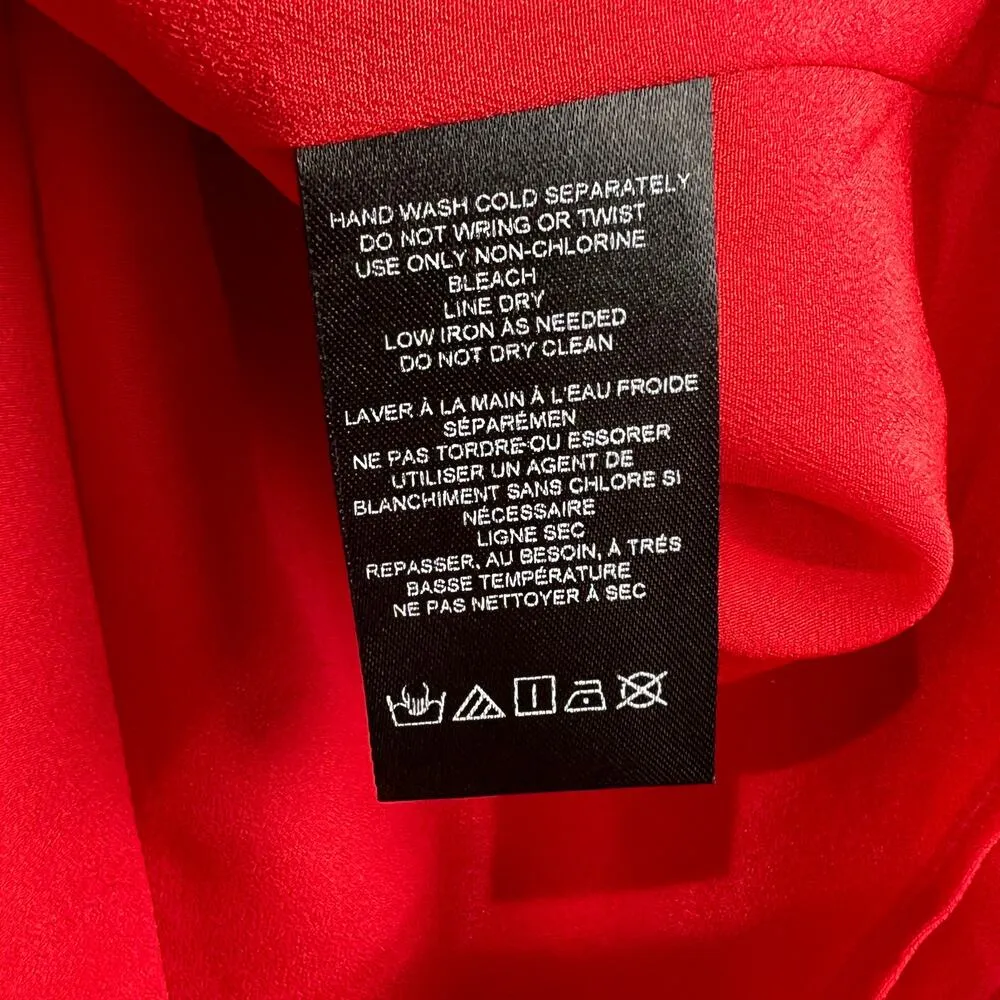 HAND WASH COLD SEPARATELY
DO NOT WRING OR TWIST
USE ONLY NON-CHLORINE
BLEACH
LINE DRY
LOW IRON AS NEEDED
DO NOT DRY CLEAN
LAVER À LA MAIN À L'EAU FROIDE
SÉPARÉMEN
NE PAS TORDRE OU ESSORER
UTILISER UN AGENT DE
BLANCHIMENT SANS CHLORE SI
NÉCESSAIRE
LIGNE SEC
REPASSER, AU BESOIN, À TRÉS
BASSE TEMPÉRATURE
NE PAS NETTOYER À SEC